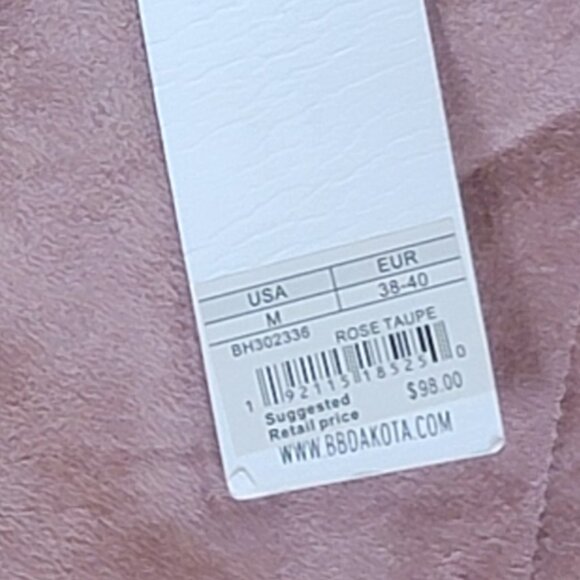 USA EUR
M 38-40
BH302336 ROSE TAUPE
1 92115 18525 0
Suggested
Retail price $98.00
WWW.BBDAKOTA.COM